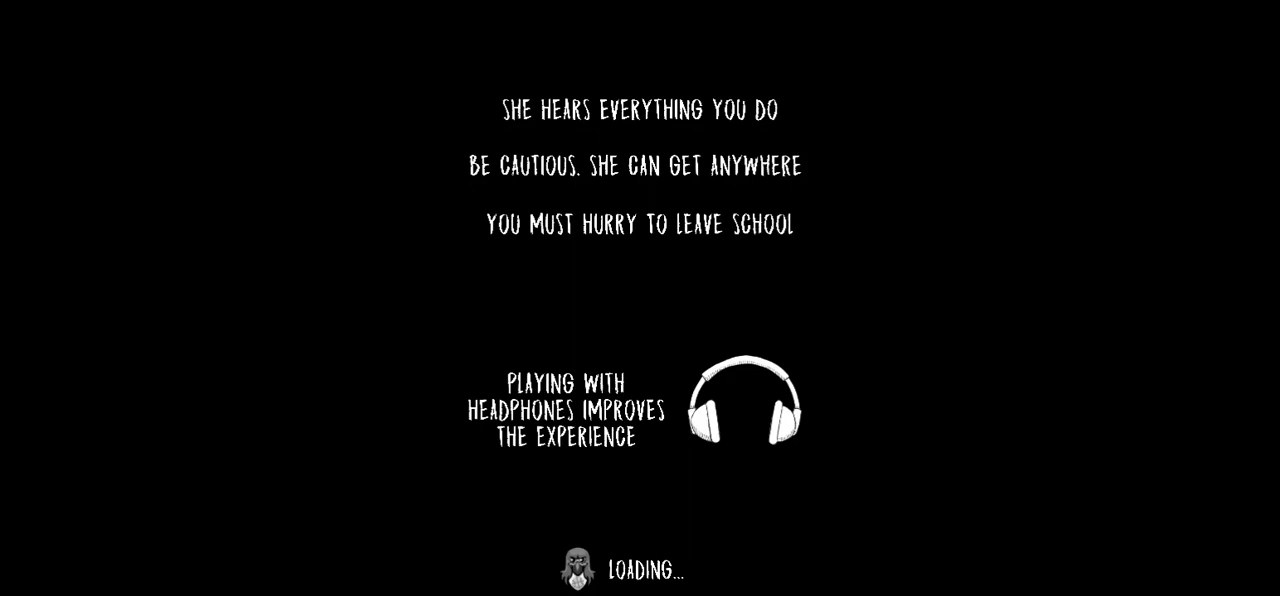 SHE HEARS EVERYTHING YOU DO
BE CAUTIOUS. SHE CAN GET ANYWHERE
YOU MUST HURRY TO LEAVE SCHOOL
PLAYING WITH
HEADPHONES IMPROVES
THE EXPERIENCE
LOADING...